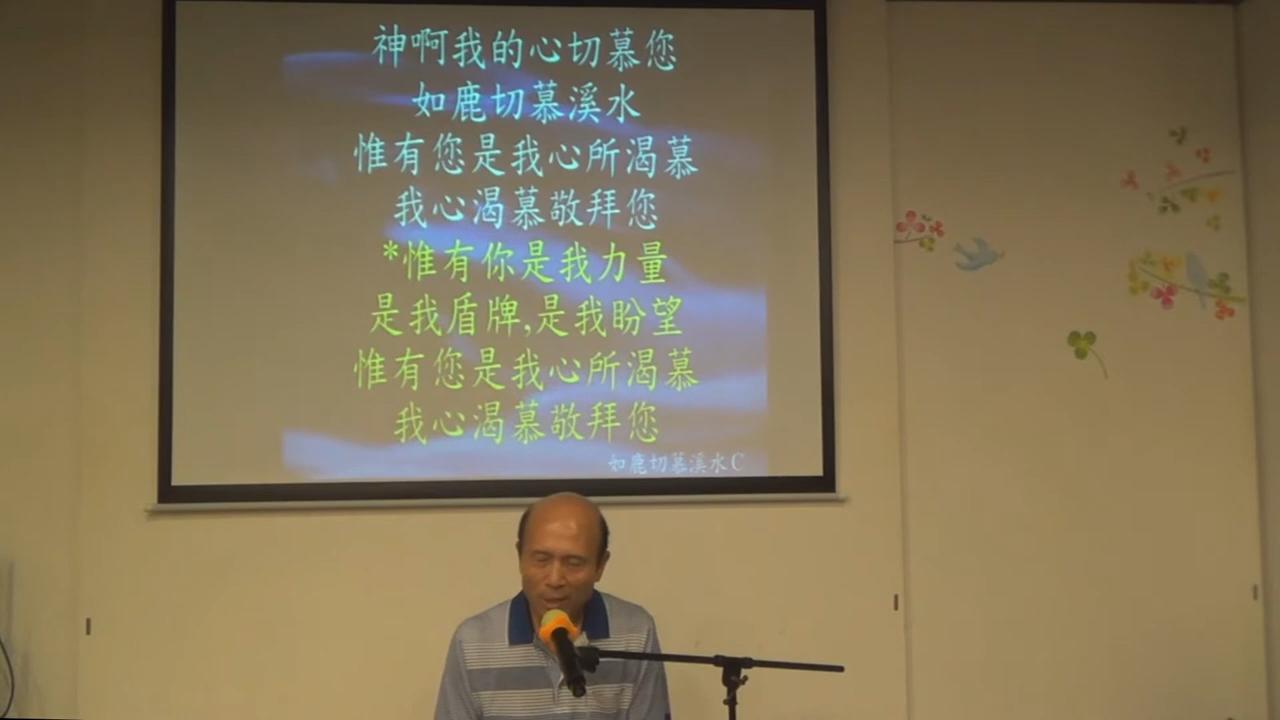 神啊我的心切慕您
如鹿切慕溪水
惟有您是我心所渴慕
我心渴慕敬拜您
*惟有你是我力量
是我盾牌,是我盼望
惟有您是我心所渴慕
我心渴慕敬拜您
如鹿切慕溪水C